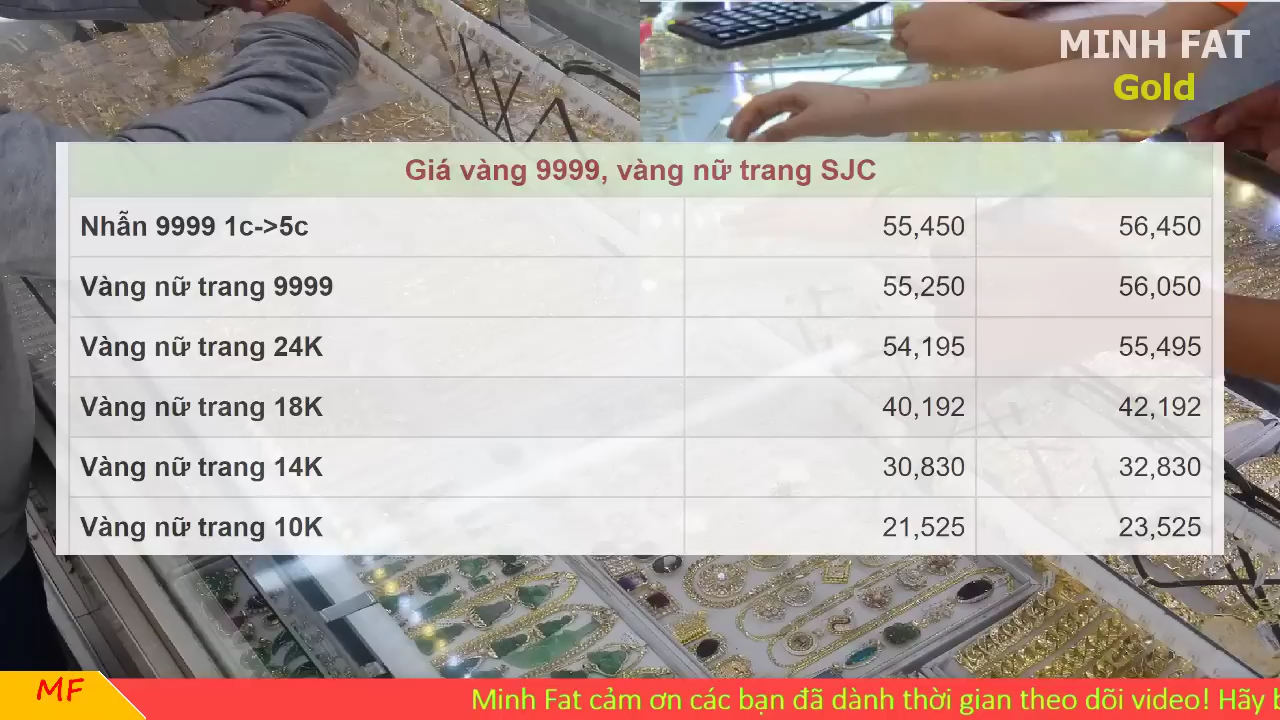 MINH FAT
Gold
Giá vàng 9999, vàng nữ trang SJC
Nhẫn 9999 1c->5c 55,450 56,450
Vàng nữ trang 9999 55,250 56,050
Vàng nữ trang 24K 54,195 55,495
Vàng nữ trang 18K 40,192 42,192
Vàng nữ trang 14K 30,830 32,830
Vàng nữ trang 10K 21,525 23,525
MF
Minh Fat cảm ơn các bạn đã dành thời gian theo dõi video! Hãy